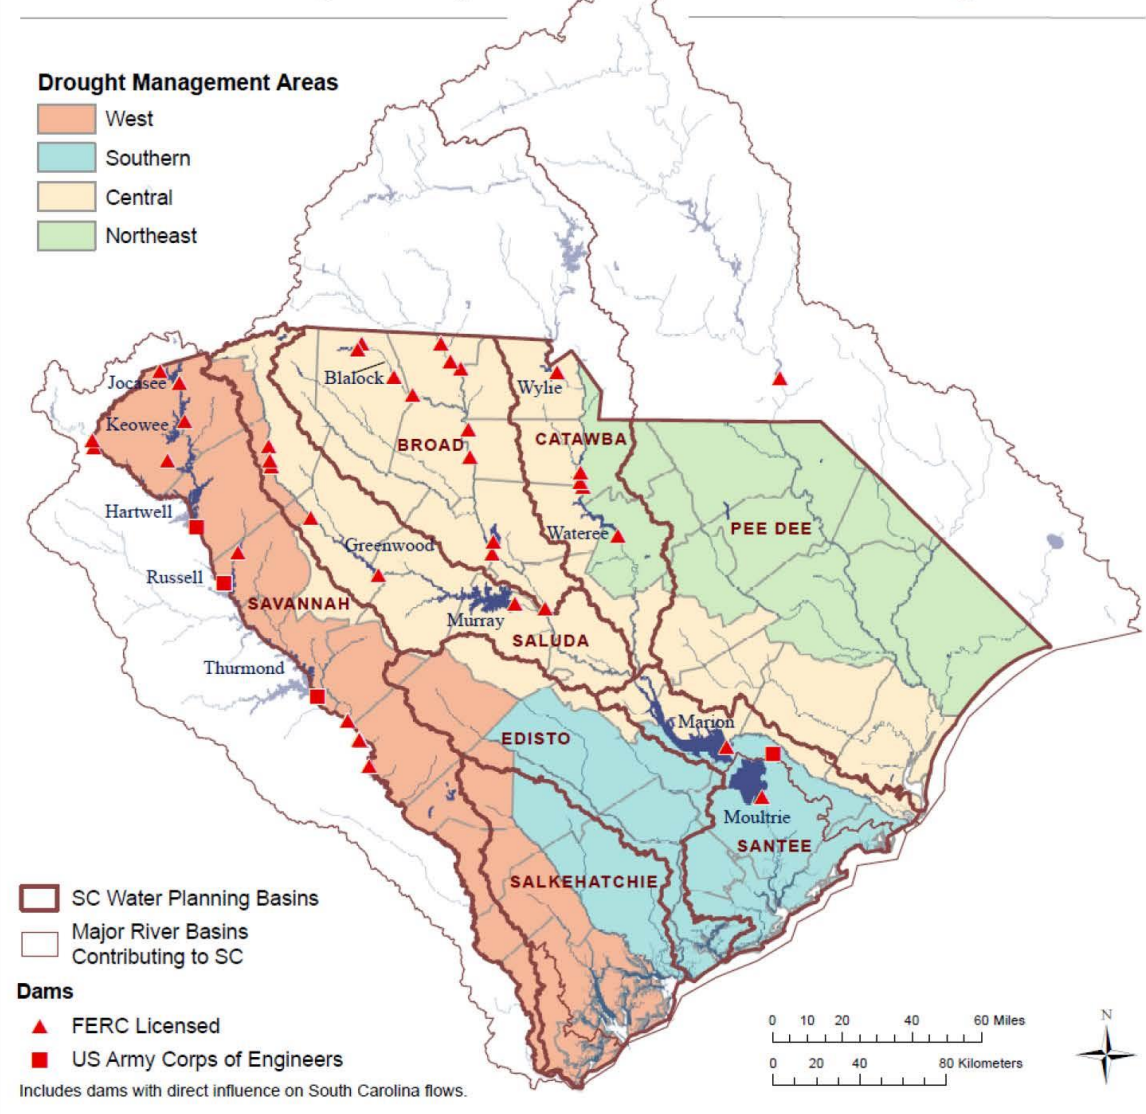 Drought Management Areas
West
Southern
Central
Northeast
Jocasee
Blalock
Wylie
Keowee
BROAD
CATAWBA
Hartwell
PEE DEE
Wateree
Greenwood
Russell
SAVANNAH
Murray
SALUDA
Thurmond
Marion
EDISTO
Moultrie
SANTEE
SALKEHATCHIE
SC Water Planning Basins
Major River Basins
Contributing to SC
Dams
FERC Licensed
US Army Corps of Engineers
Includes dams with direct influence on South Carolina flows.
0 10 20 40 60 Miles
0 20 40 80 Kilometers
N